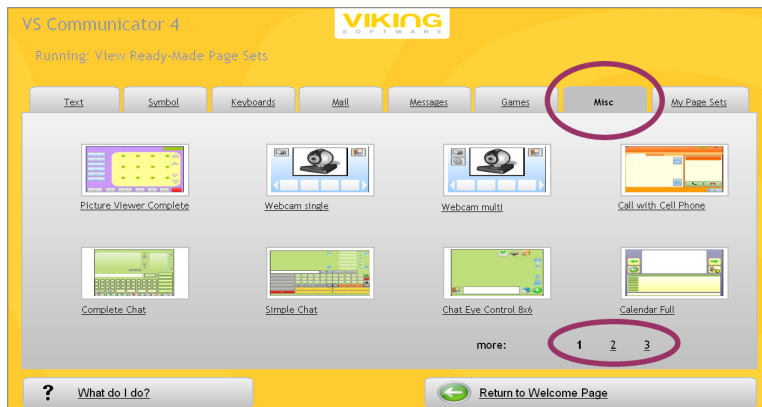 VS Communicator 4
VIKING
SOFTWARE
Running: View Ready-Made Page Sets
Text Symbol Keyboards Mail Messages Games Misc My Page Sets
Picture Viewer Complete Webcam single Webcam multi Call with Cell Phone
Complete Chat Simple Chat Chat Eye Control 8x6 Calendar Full
more: 1 2 3
? What do I do? Return to Welcome Page